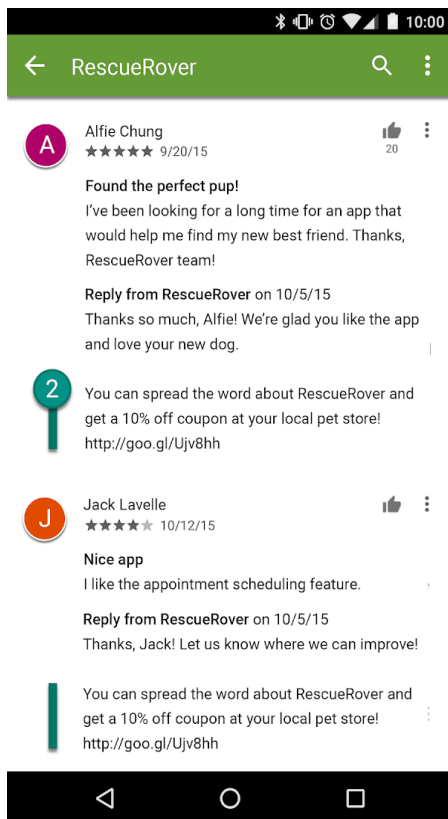 10:00
RescueRover
A
Alfie Chung
★★★★★ 9/20/15
20
Found the perfect pup!
I've been looking for a long time for an app that
would help me find my new best friend. Thanks,
RescueRover team!
Reply from RescueRover on 10/5/15
Thanks so much, Alfie! We're glad you like the app
and love your new dog.
2
You can spread the word about RescueRover and
get a 10% off coupon at your local pet store!
http://goo.gl/Ujv8hh
J
Jack Lavelle
★★★★★ 10/12/15
Nice app
I like the appointment scheduling feature.
Reply from RescueRover on 10/5/15
Thanks, Jack! Let us know where we can improve!
You can spread the word about RescueRover and
get a 10% off coupon at your local pet store!
http://goo.gl/Ujv8hh